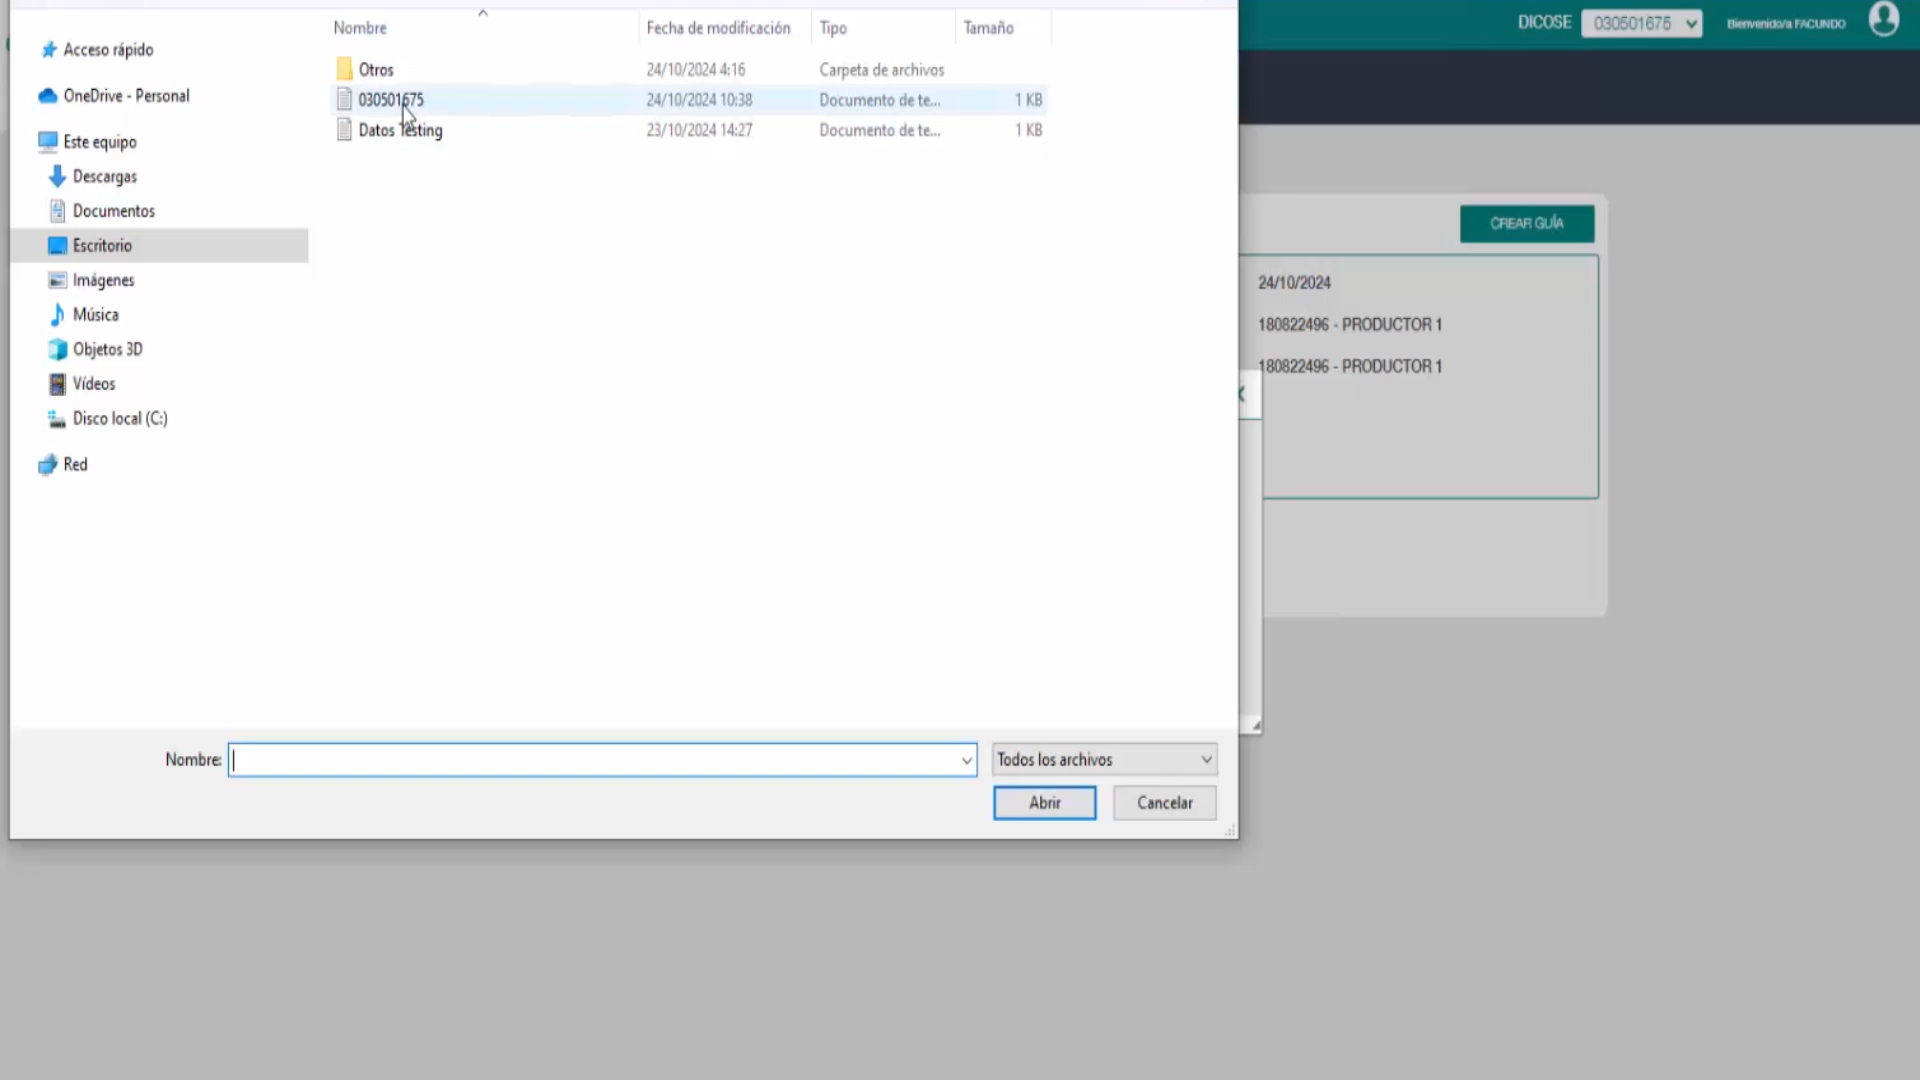 Nombre Fecha de modificación Tipo Tamaño
Acceso rápido
OneDrive - Personal
Este equipo
Descargas
Documentos
Escritorio
Imágenes
Música
Objetos 3D
Vídeos
Disco local (C:)
Red
Otros 24/10/2024 4:16 Carpeta de archivos
030501675 24/10/2024 10:38 Documento de te... 1 KB
Datos Testing 23/10/2024 14:27 Documento de te... 1 KB
Nombre: Todos los archivos
Abrir Cancelar
DICOSE 030501675 Bienvenido/a FACUNDO
CREAR GUÍA
24/10/2024
180822496 - PRODUCTOR 1
180822496 - PRODUCTOR 1